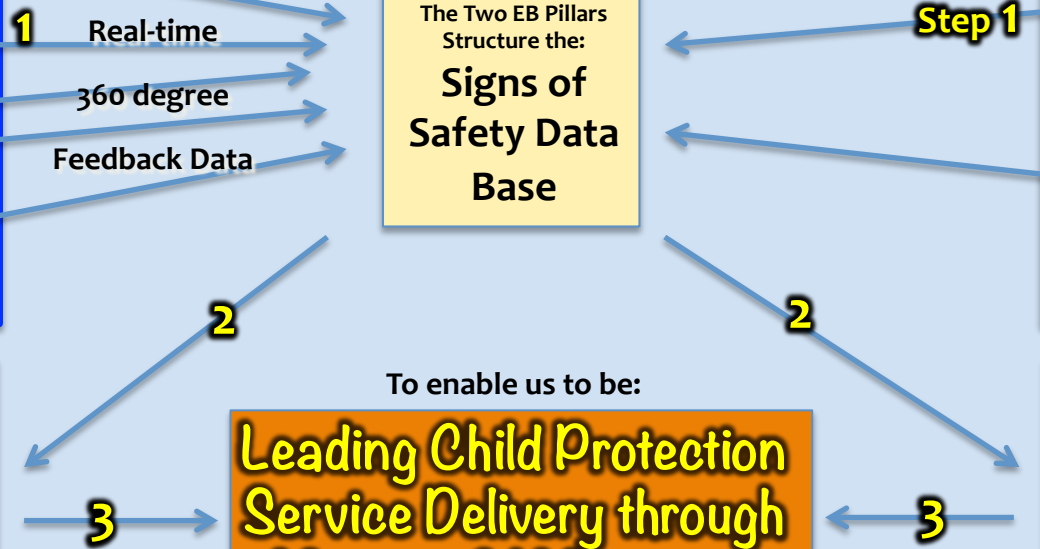 The Two EB Pillars
Structure the:
Signs of
Safety Data
Base
1
Real-time
360 degree
Feedback Data
Step 1
2
2
To enable us to be:
Leading Child Protection
Service Delivery through
3
3